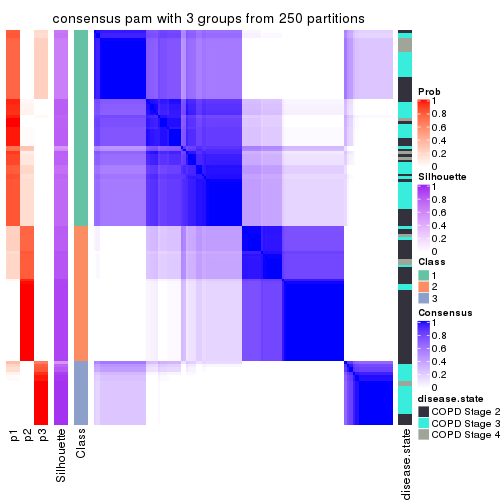 consensus pam with 3 groups from 250 partitions
Prob
1
0.8
0.6
0.4
0.2
0
Silhouette
1
0.8
0.6
0.4
0.2
0
Class
1
2
3
Consensus
1
0.8
0.6
0.4
0.2
0
disease.state
COPD Stage 2
COPD Stage 3
COPD Stage 4
p1
p2
p3
Silhouette
Class
disease.state